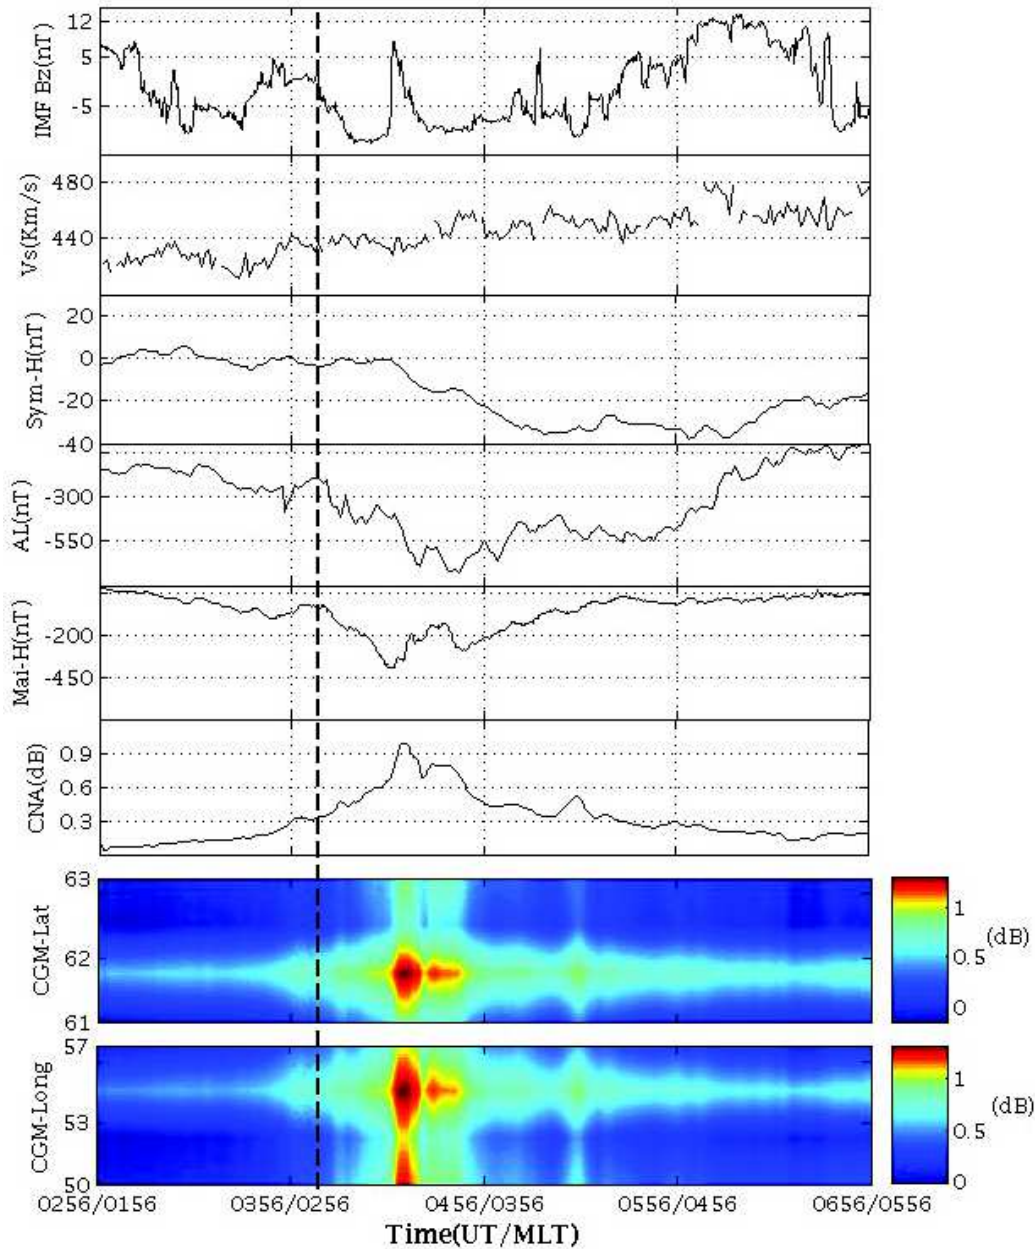 IMF Bz(nT)
12
5
-5
Vs(Km/s)
480
440
Sym-H(nT)
20
0
-20
-40
AL(nT)
-300
-550
Mai-H(nT)
-200
-450
CNA(dB)
0.9
0.6
0.3
CGM-Lat
63
62
61
1
0.5
0
(dB)
CGM-Long
57
53
50
1
0.5
0
(dB)
0256/0156 0356/0256 0456/0356 0556/0456 0656/0556
Time(UT/MLT)